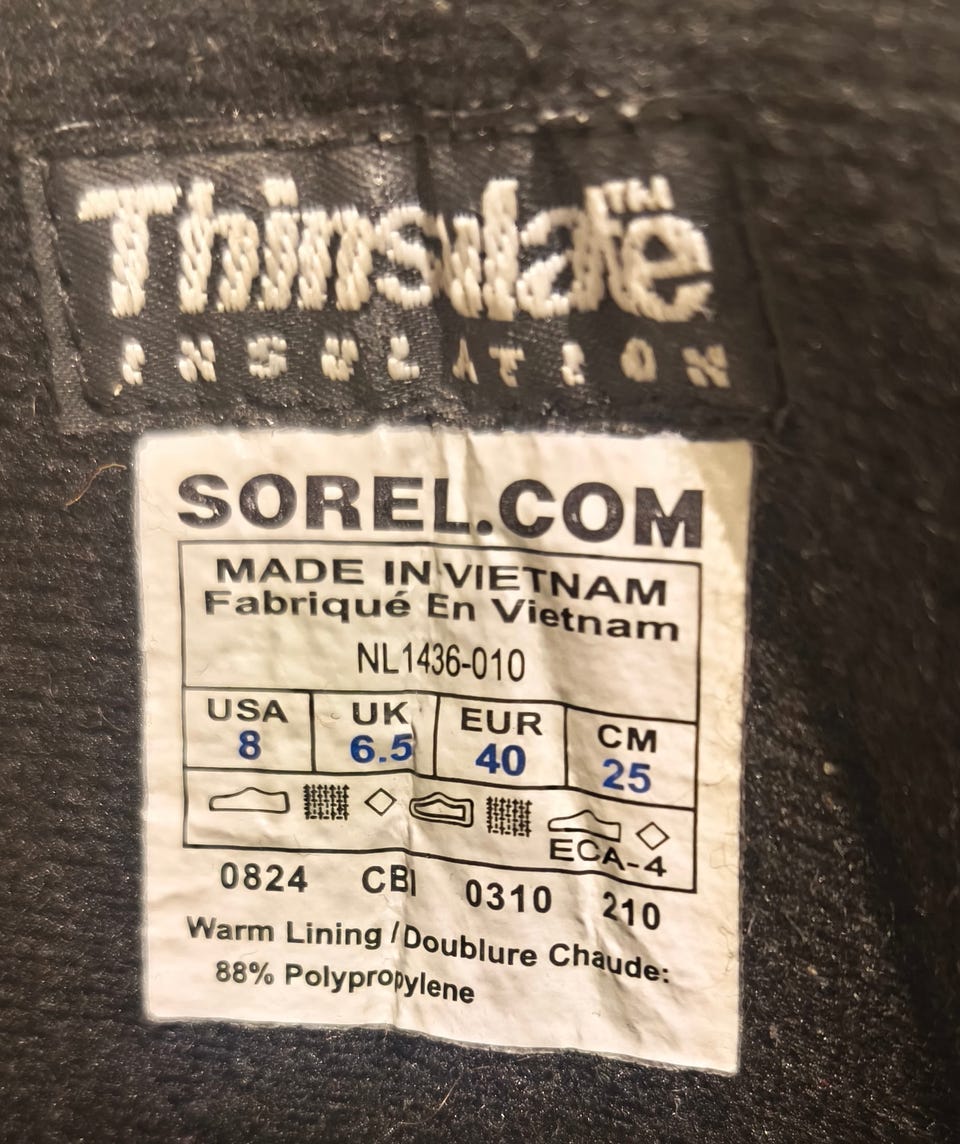 Thinsulate™
INSULATION
SOREL.COM
MADE IN VIETNAM
Fabriqué En Vietnam
NL1436-010
USA UK EUR CM
8 6.5 40 25
ECA-4
0824 CBI 0310 210
Warm Lining / Doublure Chaude:
88% Polypropylene